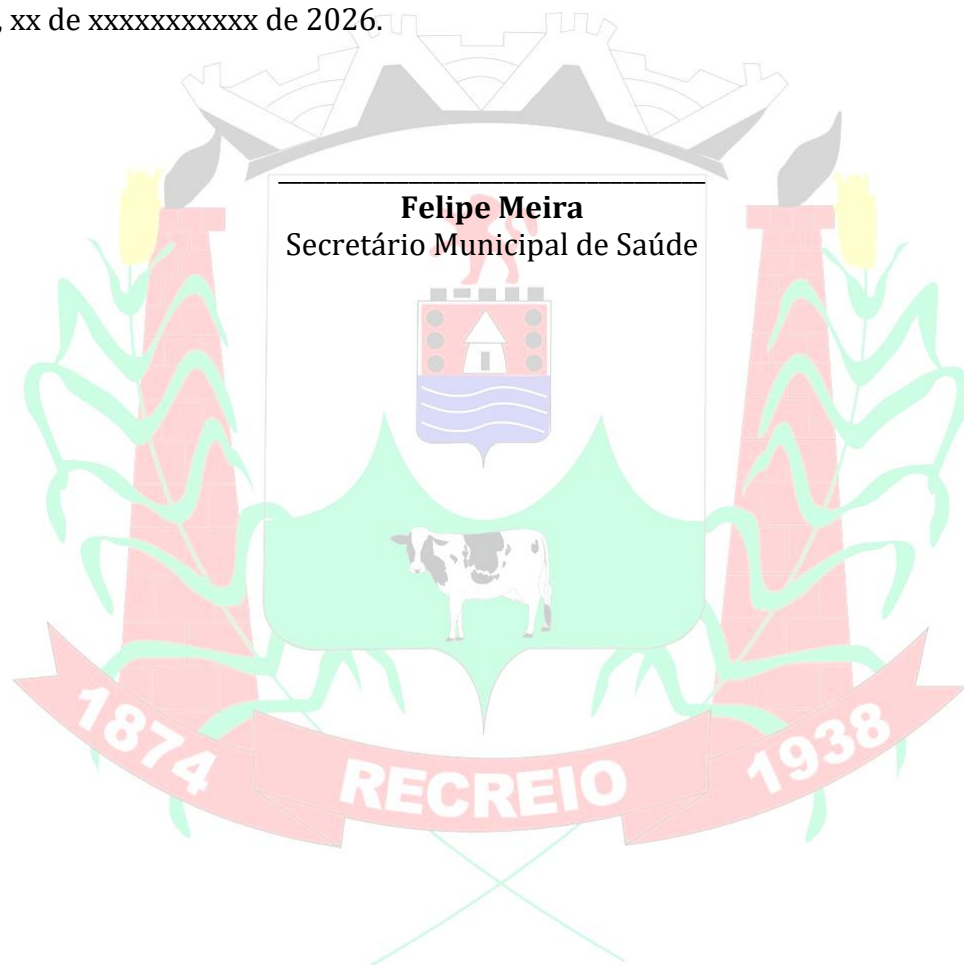 , xx de xxxxxxxxxxx de 2026.
Felipe Meira
Secretário Municipal de Saúde
1874
RECREIO
1938